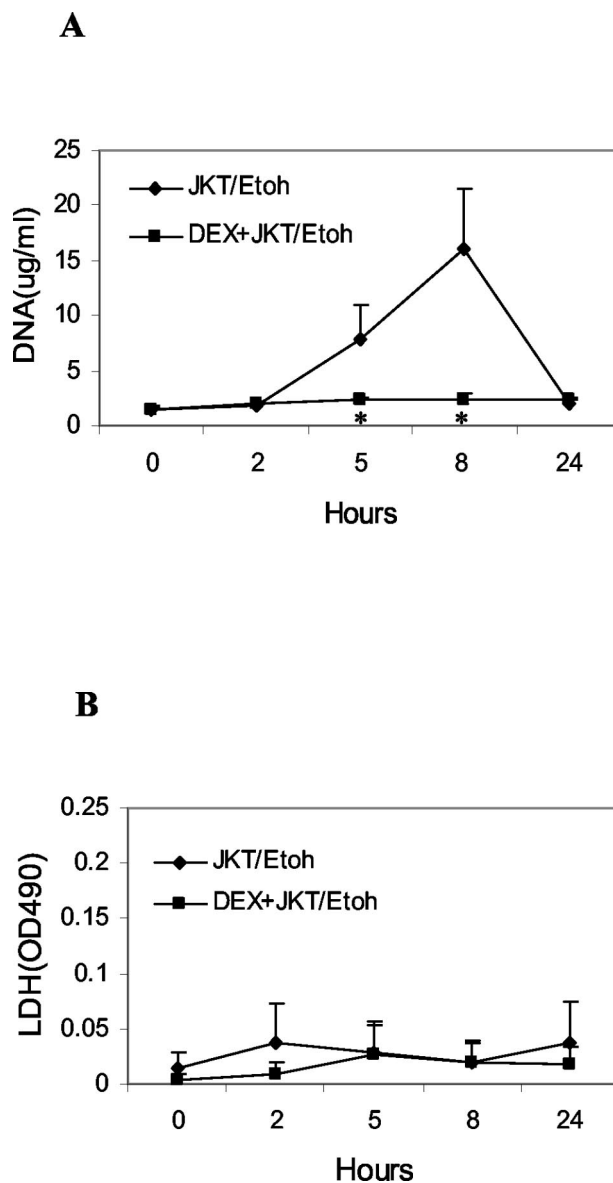 A
25
20
15
10
5
0
DNA(ug/ml)
JKT/Etoh
DEX+JKT/Etoh
* *
0 2 5 8 24
Hours
B
0.25
0.2
0.15
0.1
0.05
0
LDH(OD490)
JKT/Etoh
DEX+JKT/Etoh
0 2 5 8 24
Hours